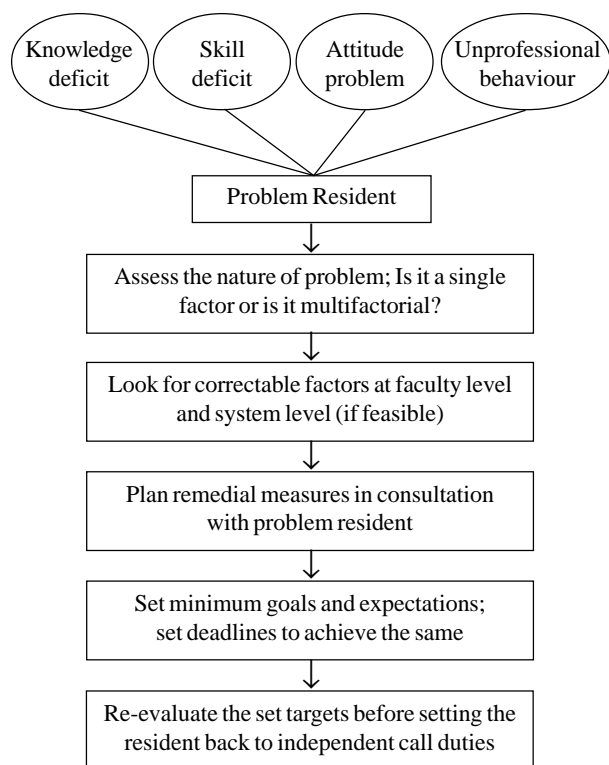 Knowledge
deficit
Skill
deficit
Attitude
problem
Unprofessional
behaviour
Problem Resident
Assess the nature of problem; Is it a single
factor or is it multifactorial?
Look for correctable factors at faculty level
and system level (if feasible)
Plan remedial measures in consultation
with problem resident
Set minimum goals and expectations;
set deadlines to achieve the same
Re-evaluate the set targets before setting the
resident back to independent call duties